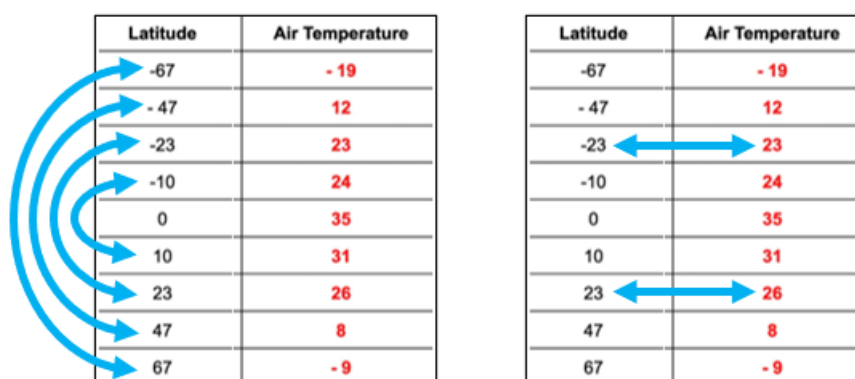 Latitude Air Temperature Latitude Air Temperature
-67 - 19 -67 - 19
- 47 12 - 47 12
-23 23 -23 23
-10 24 -10 24
0 35 0 35
10 31 10 31
23 26 23 26
47 8 47 8
67 - 9 67 - 9